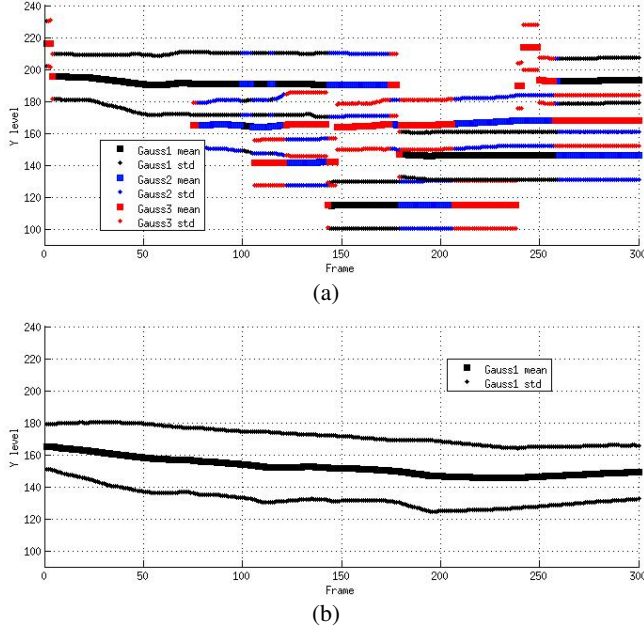 240
220
200
180
160
140
120
100
Y level
Gauss1 mean
Gauss1 std
Gauss2 mean
Gauss2 std
Gauss3 mean
Gauss3 std
0 50 100 150 200 250 300
Frame
(a)
240
220
200
180
160
140
120
100
Y level
Gauss1 mean
Gauss1 std
0 50 100 150 200 250 300
Frame
(b)